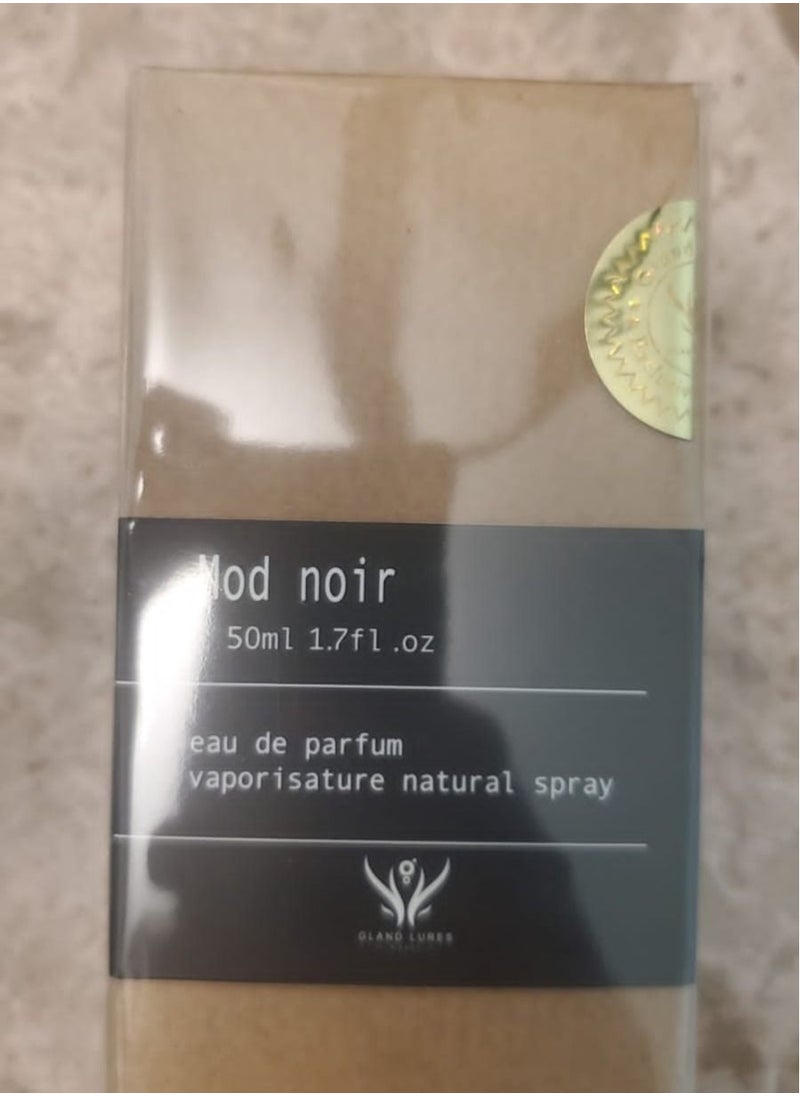 Mod noir
50ml 1.7fl.oz
eau de parfum
vaporisature natural spray
GLAND LURES